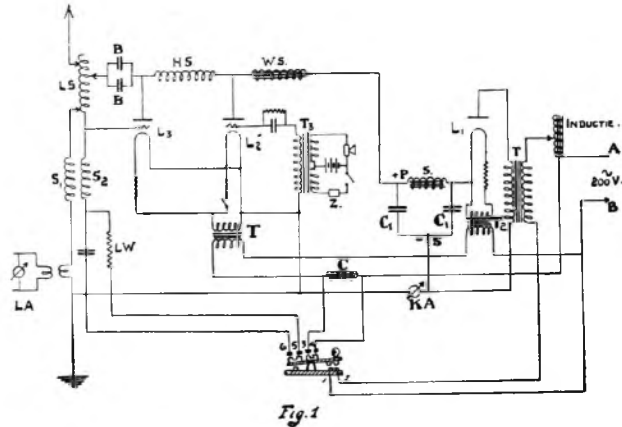 LS
B
B
HS
WS.
L3
L2
T3
L1
T
INDUCTIE.
A
~
200 V.
B
S1
S2
+P
S.
C1
C1
T2
Z.
T
LW
- S
C
LA
KA
6
5
3
Fig. 1